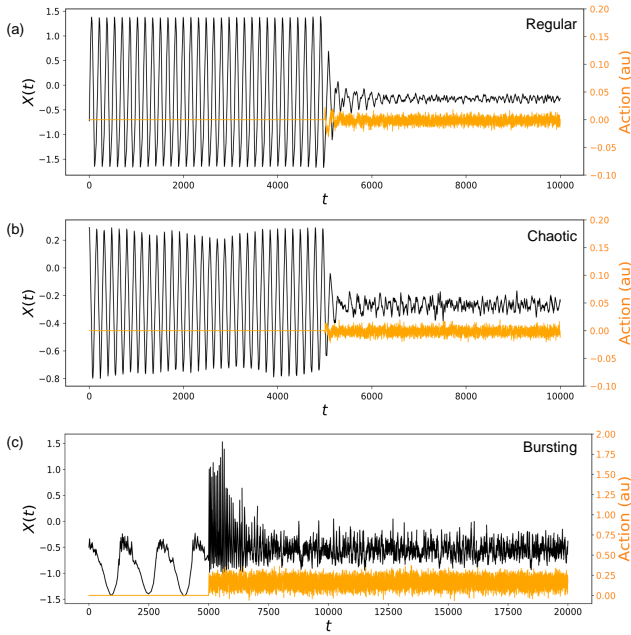 (a)
Regular
1.5
1.0
0.5
0.0
−0.5
−1.0
−1.5
X(t)
0.20
0.15
0.10
0.05
0.00
−0.05
−0.10
Action (au)
0 2000 4000 6000 8000 10000
t
(b)
Chaotic
0.2
0.0
−0.2
−0.4
−0.6
−0.8
X(t)
0.20
0.15
0.10
0.05
0.00
−0.05
−0.10
Action (au)
0 2000 4000 6000 8000 10000
t
(c)
Bursting
1.5
1.0
0.5
0.0
−0.5
−1.0
−1.5
X(t)
2.00
1.75
1.50
1.25
1.00
0.75
0.50
0.25
0.00
Action (au)
0 2500 5000 7500 10000 12500 15000 17500 20000
t